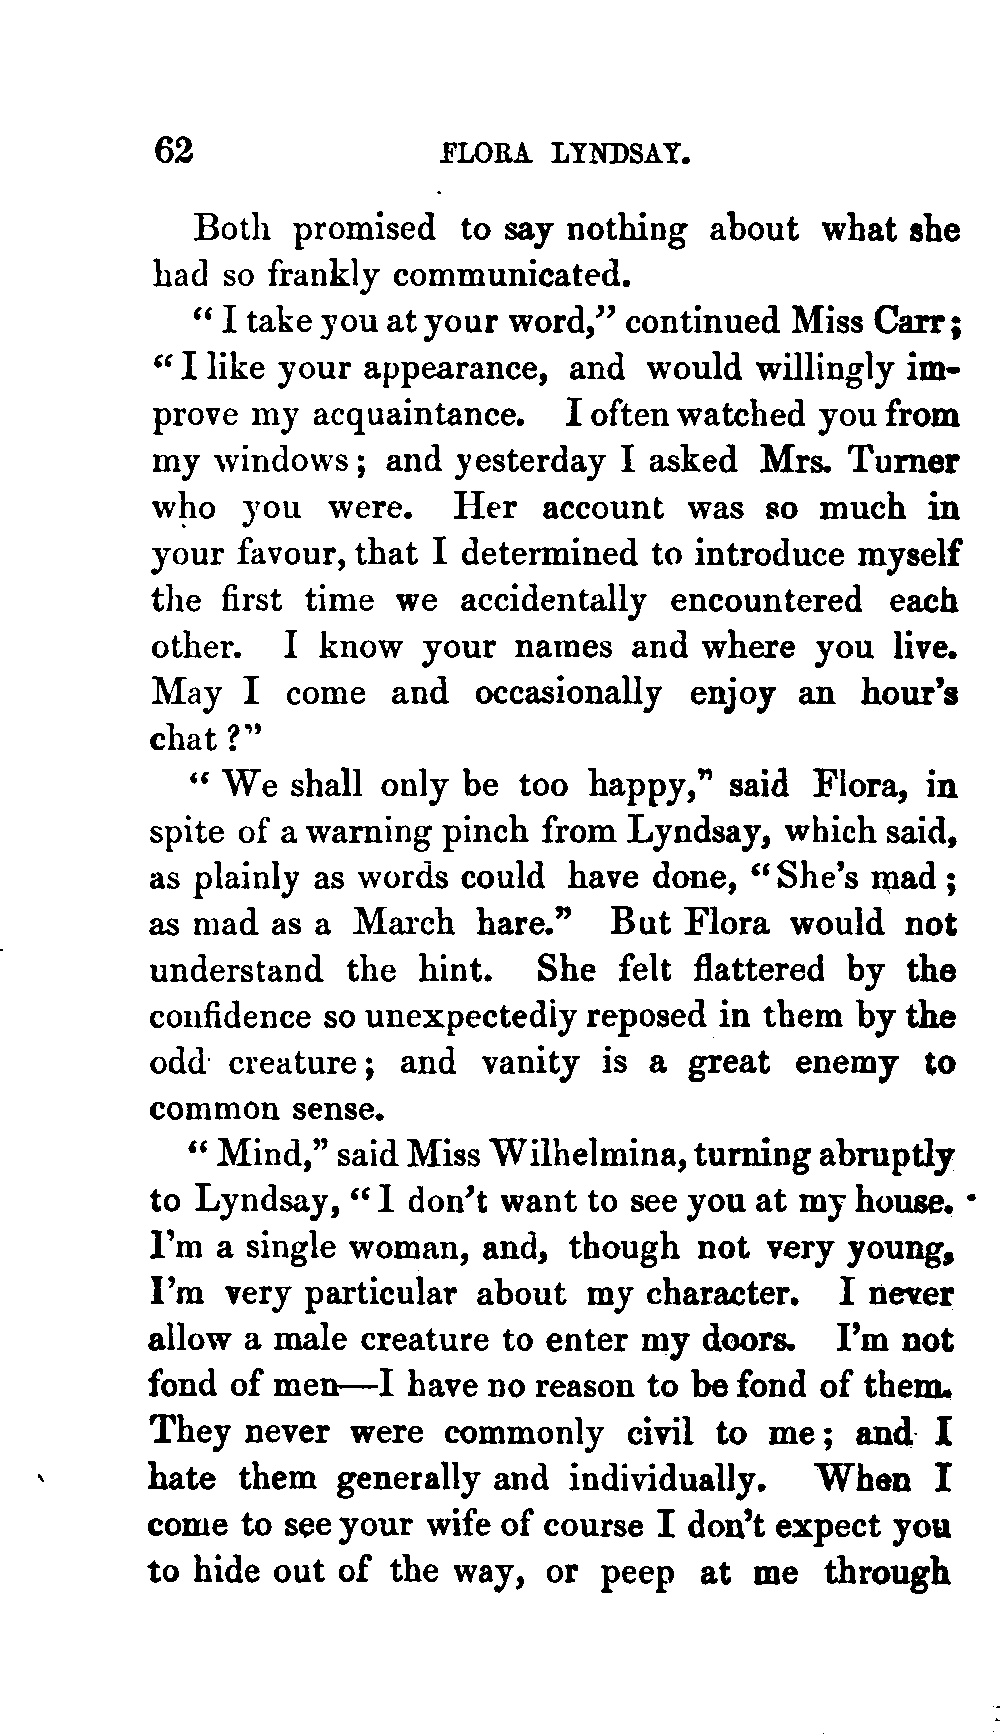 62 FLORA LYNDSAY.
Both promised to say nothing about what she
had so frankly communicated.
“ I take you at your word,” continued Miss Carr;
“ I like your appearance, and would willingly im-
prove my acquaintance. I often watched you from
my windows; and yesterday I asked Mrs. Turner
who you were. Her account was so much in
your favour, that I determined to introduce myself
the first time we accidentally encountered each
other. I know your names and where you live.
May I come and occasionally enjoy an hour's
chat ?”
“ We shall only be too happy,” said Flora, in
spite of a warning pinch from Lyndsay, which said,
as plainly as words could have done, “She's mad;
as mad as a March hare.” But Flora would not
understand the hint. She felt flattered by the
confidence so unexpectedly reposed in them by the
odd creature; and vanity is a great enemy to
common sense.
“ Mind,” said Miss Wilhelmina, turning abruptly
to Lyndsay, “ I don't want to see you at my house.
I'm a single woman, and, though not very young,
I'm very particular about my character. I never
allow a male creature to enter my doors. I'm not
fond of men—I have no reason to be fond of them.
They never were commonly civil to me; and I
hate them generally and individually. When I
come to see your wife of course I don't expect you
to hide out of the way, or peep at me through